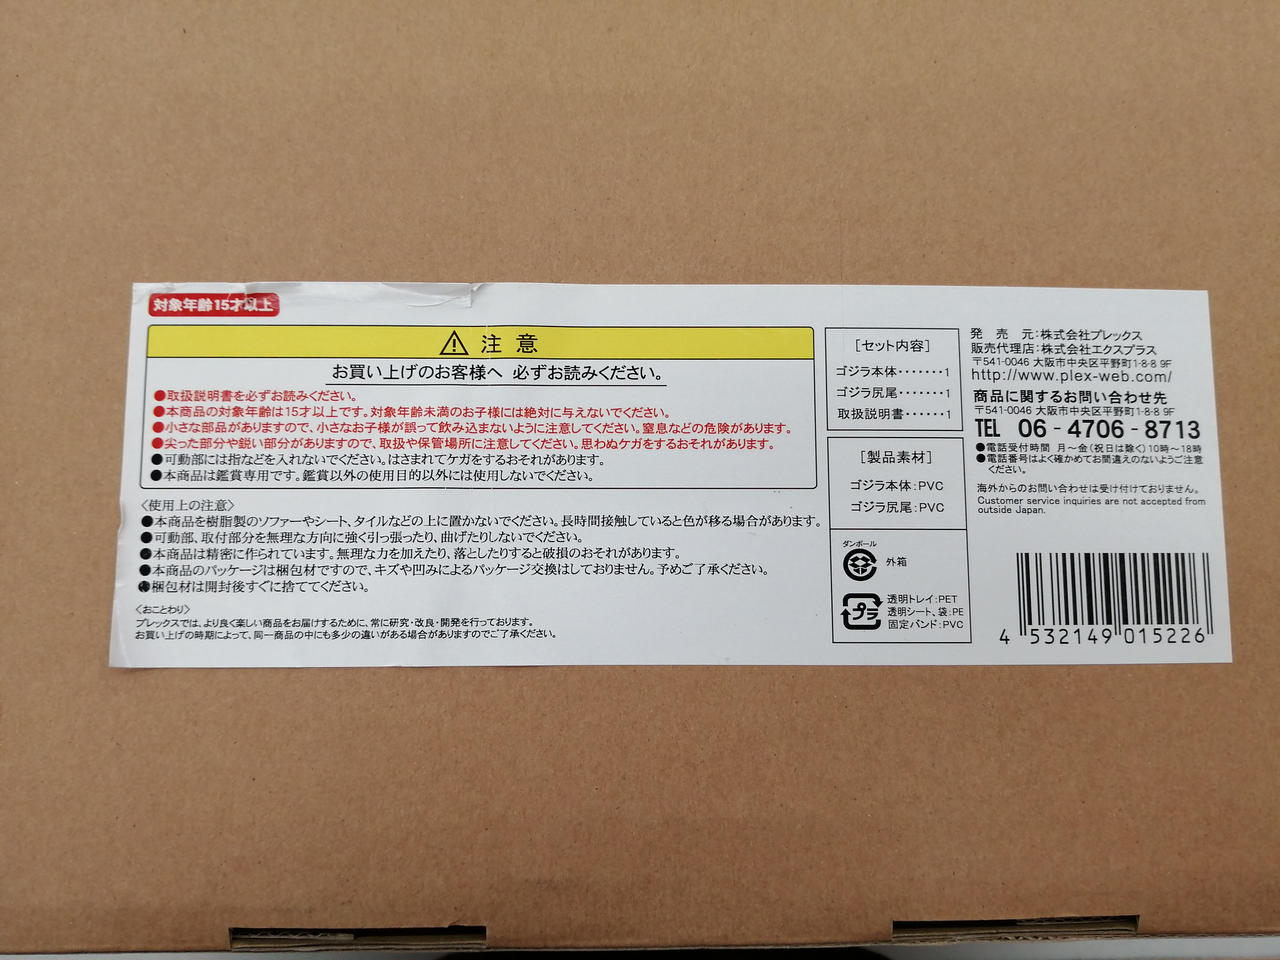 対象年齢15才以上
注意
お買い上げのお客様へ 必ずお読みください。
●取扱説明書を必ずお読みください。
●本商品の対象年齢は15才以上です。対象年齢未満のお子様には絶対に与えないでください。
●小さな部品がありますので、小さなお子様が誤って飲み込まないように注意してください。窒息などの危険があります。
●尖った部分や鋭い部分がありますので、取扱や保管場所に注意してください。思わぬケガをするおそれがあります。
●可動部には指などを入れないでください。はさまれてケガをするおそれがあります。
●本商品は鑑賞専用です。鑑賞以外の使用目的以外には使用しないでください。
〈使用上の注意〉
●本商品を樹脂製のソファーやシート、タイルなどの上に置かないでください。長時間接触していると色が移る場合があります。
●可動部、取付部分を無理な方向に強く引っ張ったり、曲げたりしないでください。
●本商品は精密に作られています。無理な力を加えたり、落としたりすると破損のおそれがあります。
●本商品のパッケージは梱包材ですので、キズや凹みによるパッケージ交換はしておりません。予めご了承ください。
●梱包材は開封後すぐに捨ててください。
〈おことわり〉
プレックスでは、より良く楽しい商品をお届けするために、常に研究・改良・開発を行っております。
お買い上げの時期によって、同一商品の中にも多少の違いがある場合がありますのでご了承ください。
[セット内容]
ゴジラ本体・・・・・・・1
ゴジラ尻尾・・・・・・・1
取扱説明書・・・・・・1
[製品素材]
ゴジラ本体:PVC
ゴジラ尻尾:PVC
ダンボール
外箱
プラ
透明トレイ:PET
透明シート、袋:PE
固定バンド:PVC
発売元:株式会社プレックス
販売代理店:株式会社エクスプラス
〒541-0046 大阪市中央区平野町1-8-8 9F
http://www.plex-web.com/
商品に関するお問い合わせ先
〒541-0046 大阪市中央区平野町1-8-8 9F
TEL 06-4706-8713
●電話受付時間 月～金(祝日は除く)10時～18時
●電話番号はよく確かめてお間違えのないようご注意
ください。
海外からのお問い合わせは受け付けておりません。
Customer service inquiries are not accepted from
outside Japan.
4 532149 015226